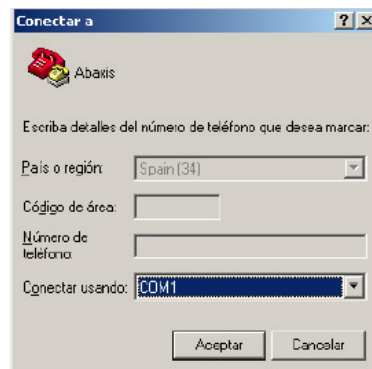 Conectar a
Abaxis
Escriba detalles del número de teléfono que desea marcar:
País o región:
Spain (34)
Código de área:
Número de
teléfono:
Conectar usando:
COM1
Aceptar
Cancelar